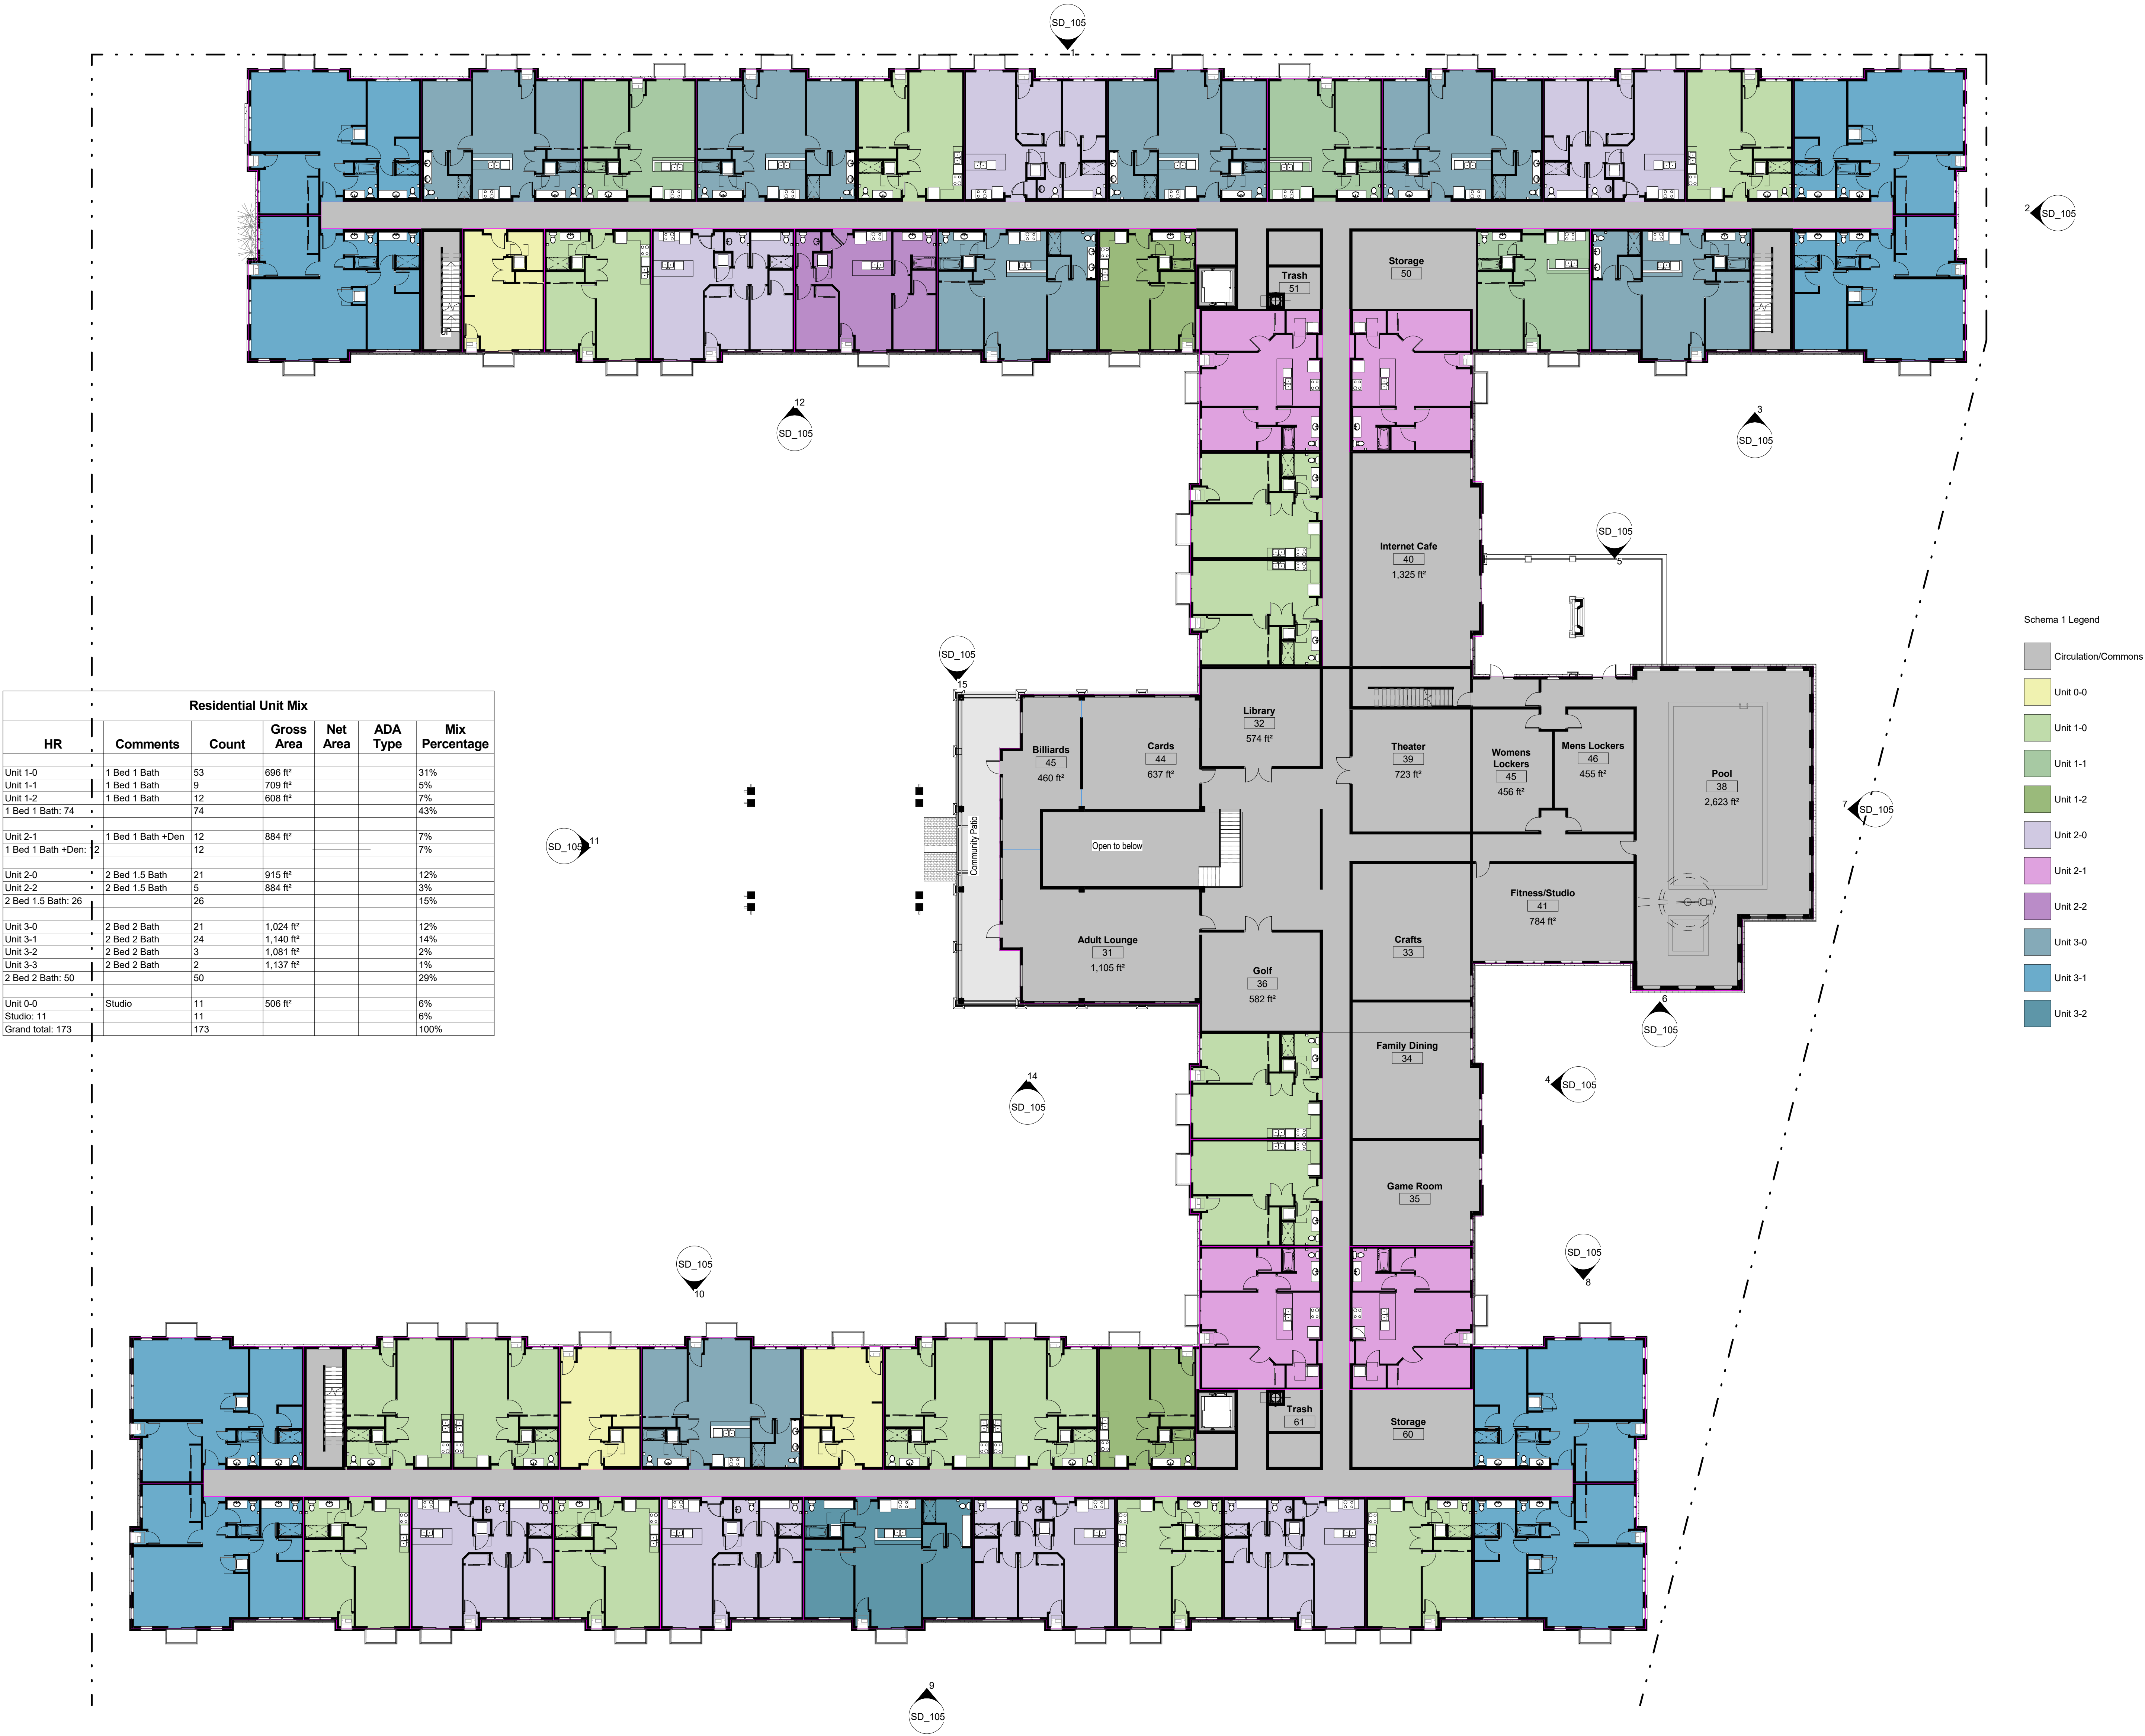 SD_105
1
2
SD_105
Storage
50
Trash
51
UP
12
SD_105
3
SD_105
SD_105
5
Internet Cafe
40
1,325 ft²
Schema 1 Legend
Circulation/Commons
Unit 0-0
Unit 1-0
Unit 1-1
Unit 1-2
Unit 2-0
Unit 2-1
Unit 2-2
Unit 3-0
Unit 3-1
Unit 3-2
SD_105
15
Residential Unit Mix
HR Comments Count Gross Area Net Area ADA Type Mix Percentage
Unit 1-0 1 Bed 1 Bath 53 696 ft² 31%
Unit 1-1 1 Bed 1 Bath 9 709 ft² 5%
Unit 1-2 1 Bed 1 Bath 12 608 ft² 7%
1 Bed 1 Bath: 74 74 43%
Unit 2-1 1 Bed 1 Bath +Den 12 884 ft² 7%
1 Bed 1 Bath +Den: 12 12 7%
Unit 2-0 2 Bed 1.5 Bath 21 915 ft² 12%
Unit 2-2 2 Bed 1.5 Bath 5 884 ft² 3%
2 Bed 1.5 Bath: 26 26 15%
Unit 3-0 2 Bed 2 Bath 21 1,024 ft² 12%
Unit 3-1 2 Bed 2 Bath 24 1,140 ft² 14%
Unit 3-2 2 Bed 2 Bath 3 1,081 ft² 2%
Unit 3-3 2 Bed 2 Bath 2 1,137 ft² 1%
2 Bed 2 Bath: 50 50 29%
Unit 0-0 Studio 11 506 ft² 6%
Studio: 11 11 6%
Grand total: 173 173 100%
Library
32
574 ft²
Billiards
45
460 ft²
Cards
44
637 ft²
Theater
39
723 ft²
Womens
Lockers
45
456 ft²
Mens Lockers
46
455 ft²
Pool
38
2,623 ft²
7
SD_105
SD_105
11
Community Patio
Open to below
Fitness/Studio
41
784 ft²
Adult Lounge
31
1,105 ft²
Crafts
33
Golf
36
582 ft²
6
SD_105
Family Dining
34
14
SD_105
4
SD_105
Game Room
35
SD_105
10
SD_105
8
Trash
61
Storage
60
9
SD_105